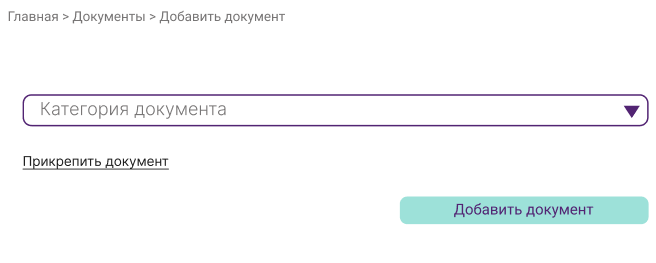 Главная > Документы > Добавить документ
Категория документа
Прикрепить документ
Добавить документ